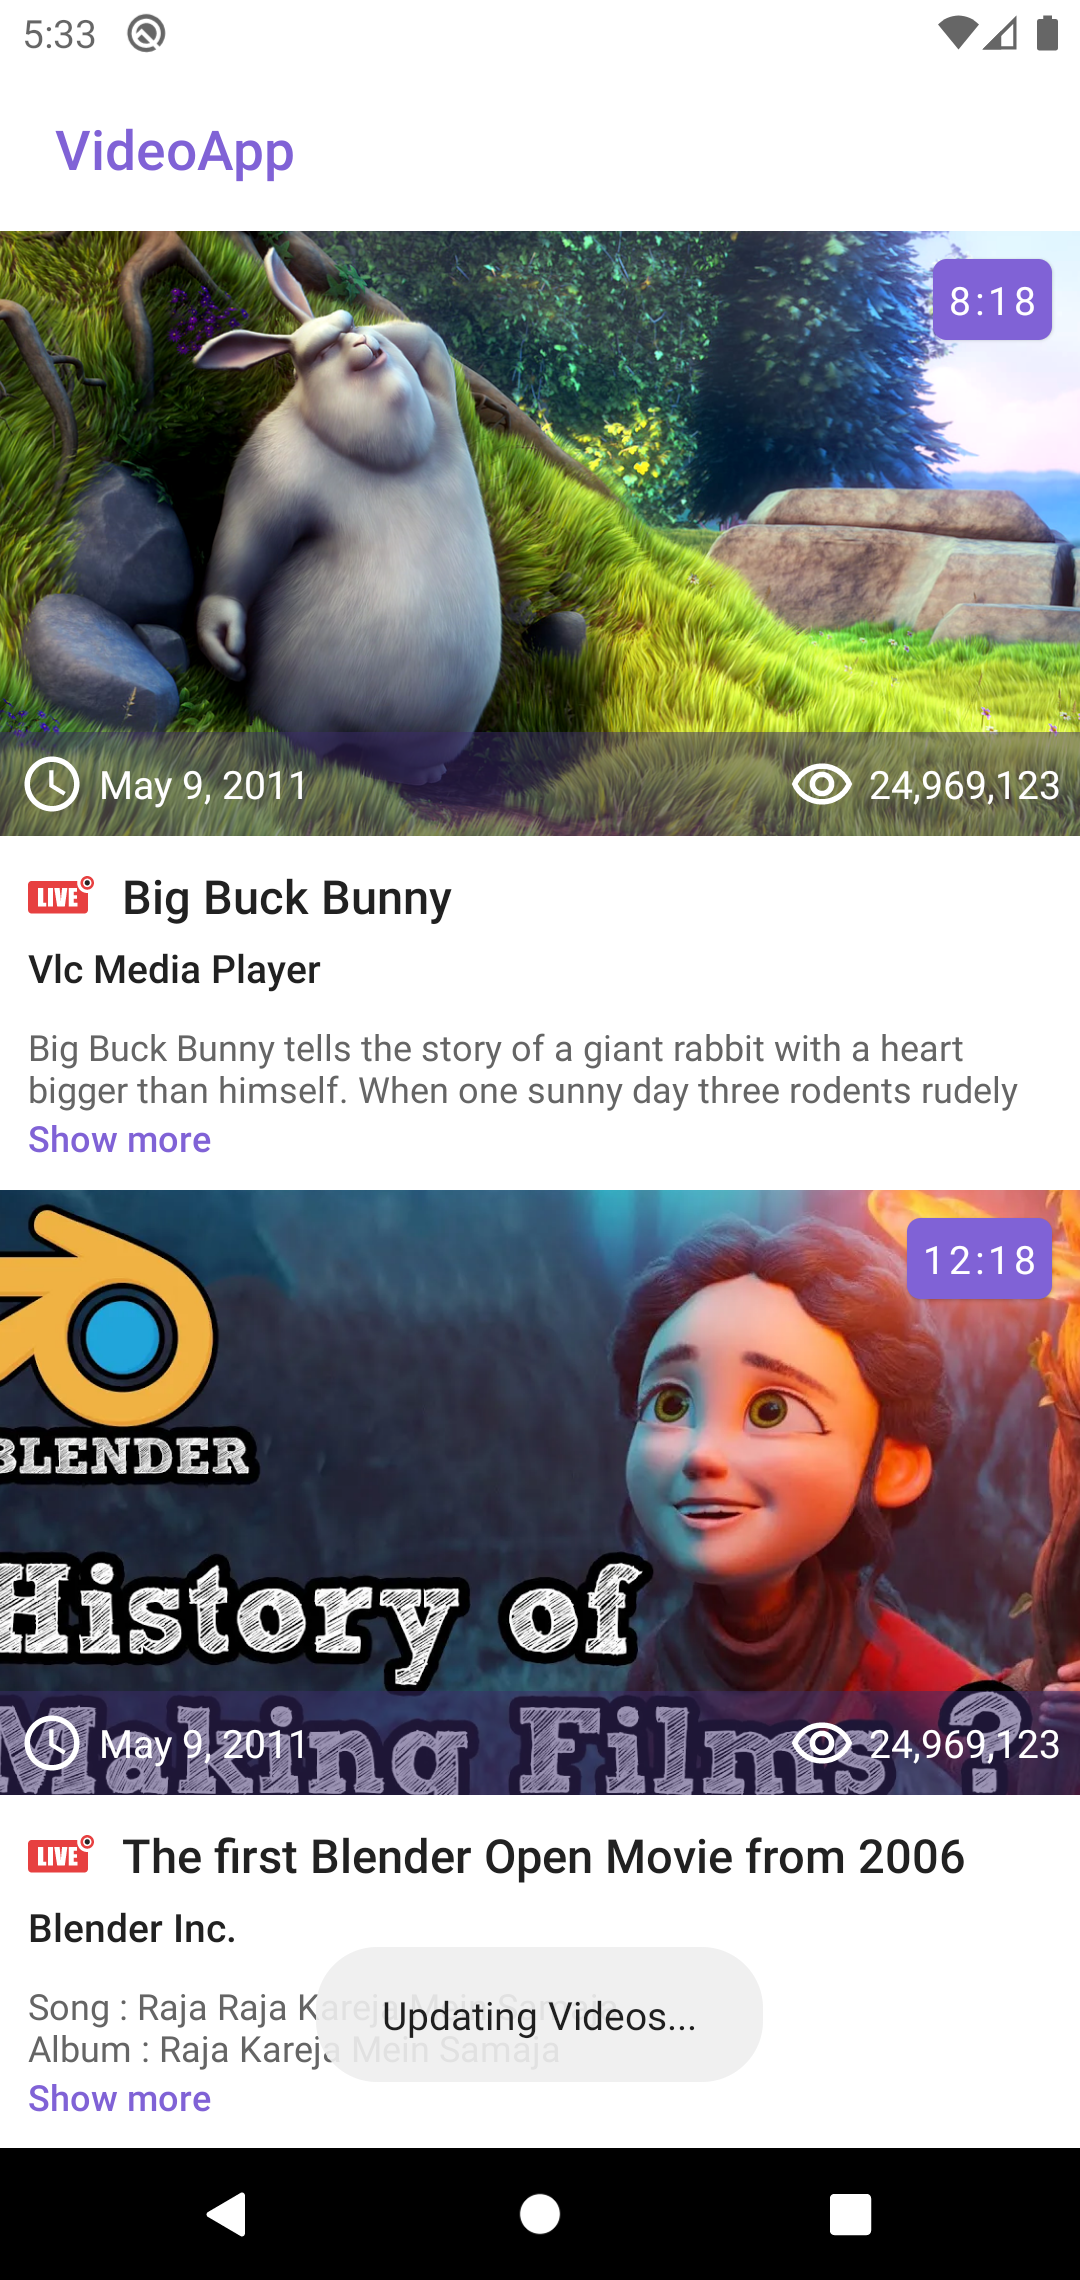 5:33
VideoApp
8:18
May 9, 2011
24,969,123
LIVE
Big Buck Bunny
Vlc Media Player
Big Buck Bunny tells the story of a giant rabbit with a heart
bigger than himself. When one sunny day three rodents rudely
Show more
12:18
BLENDER
History of
Making Films ?
May 9, 2011
24,969,123
LIVE
The first Blender Open Movie from 2006
Blender Inc.
Song : Raja Raja Kareja Mein Samaja
Album : Raja Kareja Mein Samaja
Updating Videos...
Show more